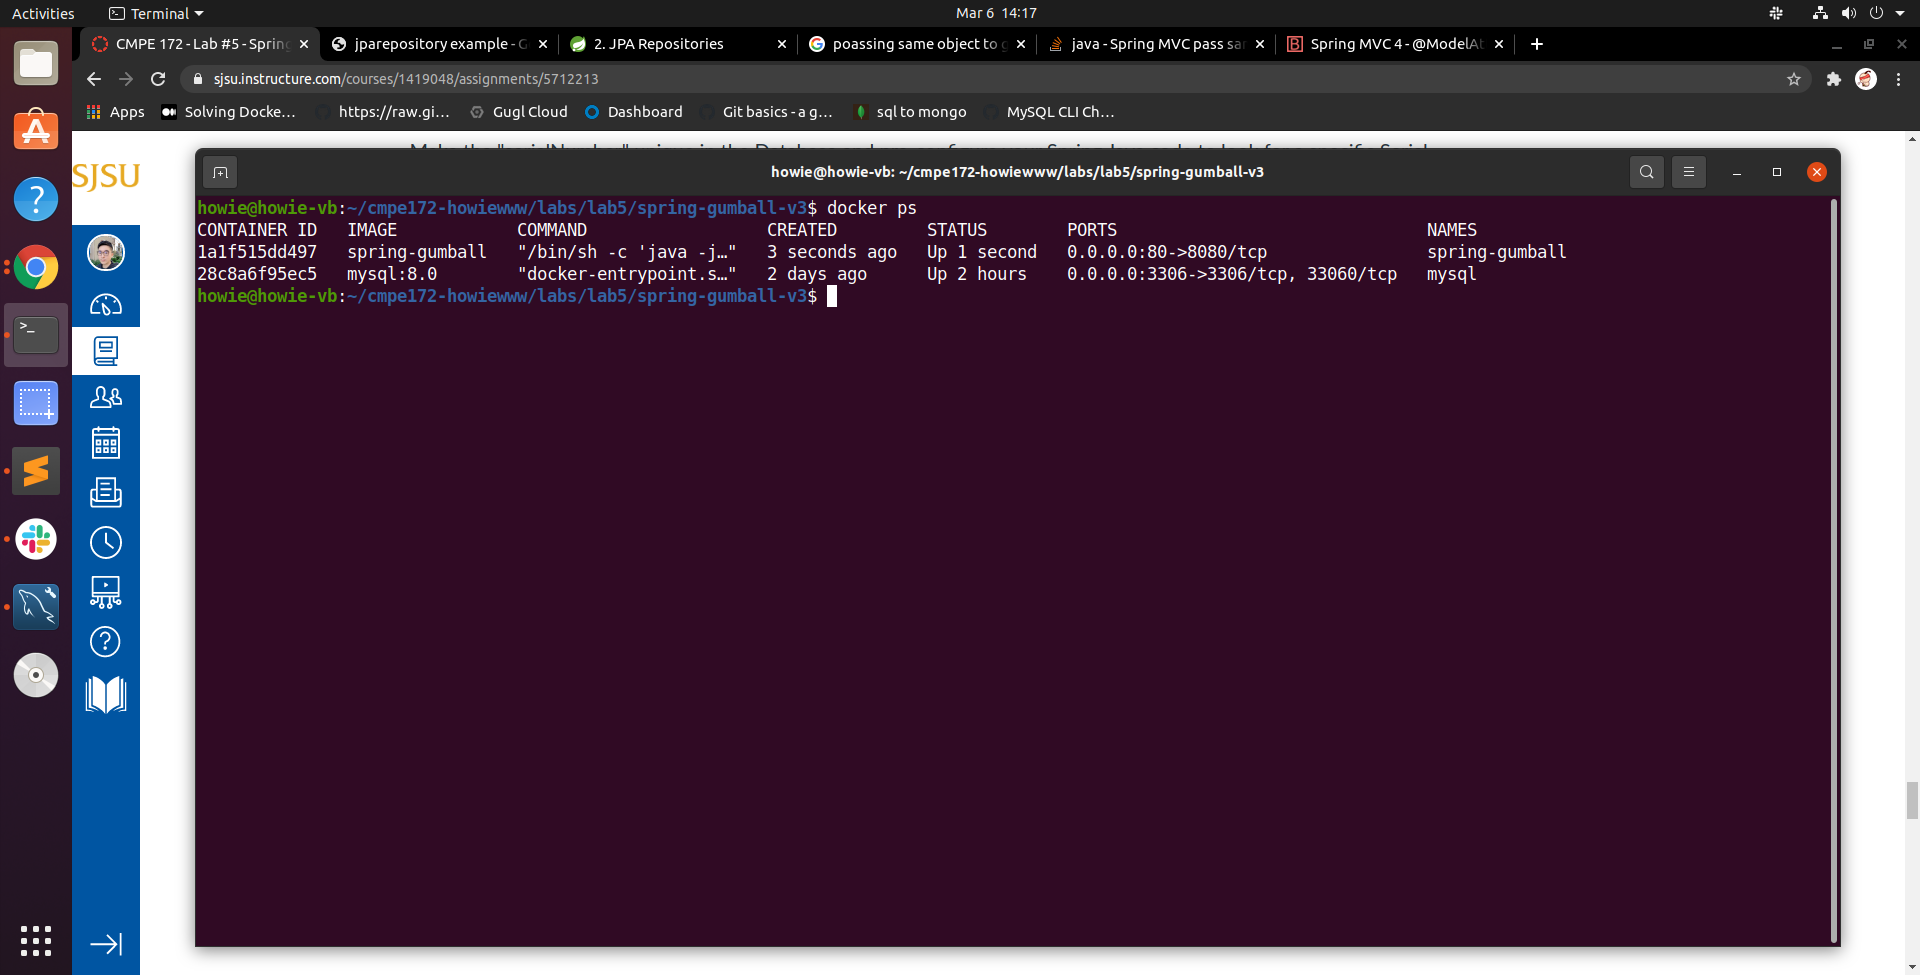 Activities Terminal Mar 6 14:17
CMPE 172 - Lab #5 - Spring jparepository example - G 2. JPA Repositories poassing same object to java - Spring MVC pass sa Spring MVC 4 - @ModelAt
sjsu.instructure.com/courses/1419048/assignments/5712213
Apps Solving Docke... https://raw.gi... Gugl Cloud Dashboard Git basics - a g... sql to mongo MySQL CLI Ch...
SJSU
howie@howie-vb: ~/cmpe172-howiewww/labs/lab5/spring-gumball-v3
howie@howie-vb:~/cmpe172-howiewww/labs/lab5/spring-gumball-v3$ docker ps
CONTAINER ID IMAGE COMMAND CREATED STATUS PORTS NAMES
1a1f515dd497 spring-gumball "/bin/sh -c 'java -j…" 3 seconds ago Up 1 second 0.0.0.0:80->8080/tcp spring-gumball
28c8a6f95ec5 mysql:8.0 "docker-entrypoint.s…" 2 days ago Up 2 hours 0.0.0.0:3306->3306/tcp, 33060/tcp mysql
howie@howie-vb:~/cmpe172-howiewww/labs/lab5/spring-gumball-v3$